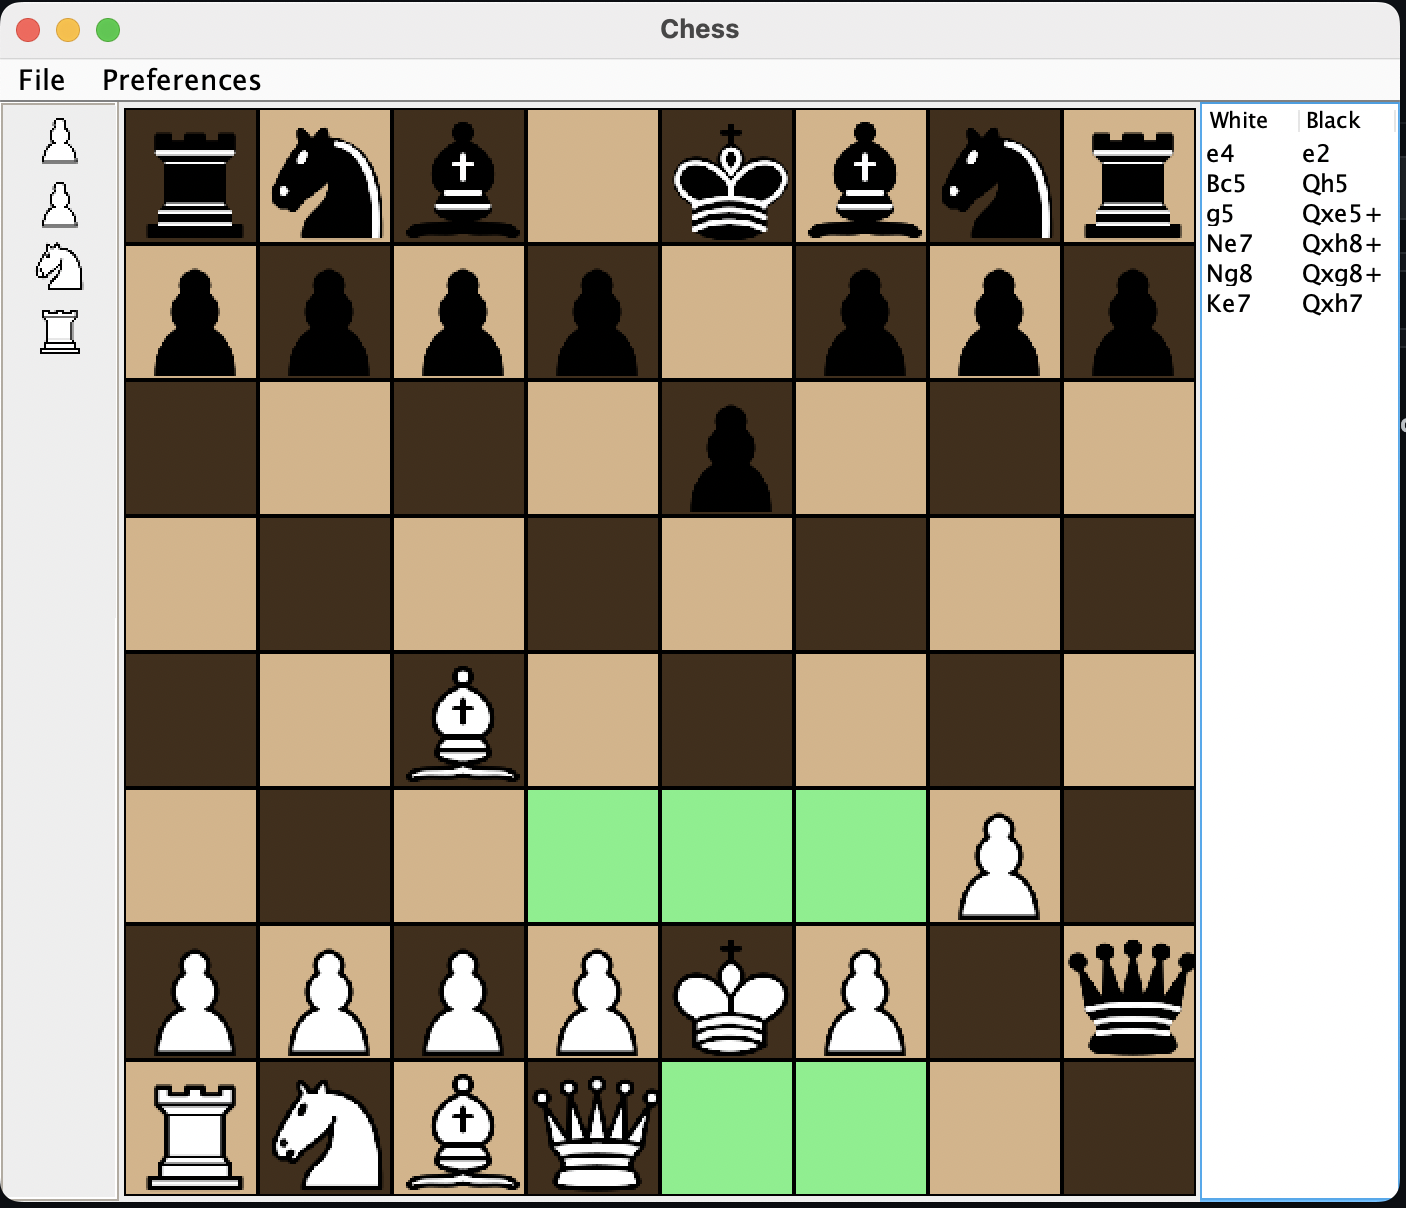 Chess
File Preferences
White Black
e4 e2
Bc5 Qh5
g5 Qxe5+
Ne7 Qxh8+
Ng8 Qxg8+
Ke7 Qxh7